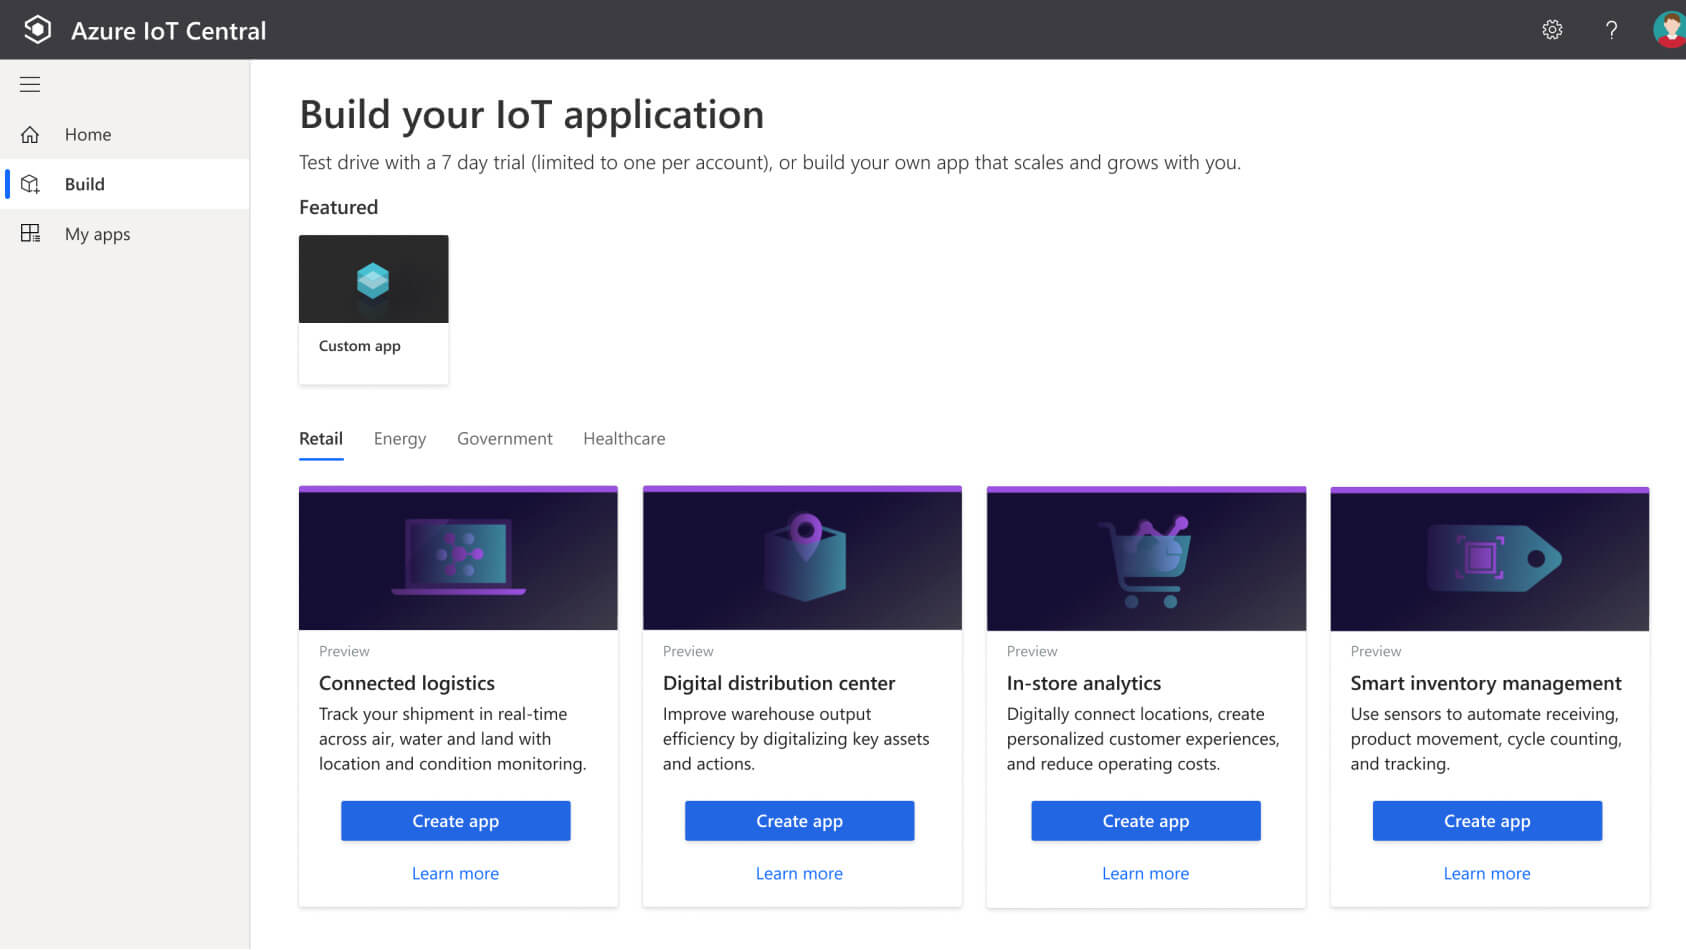 Azure IoT Central
?
Home
Build
My apps
Build your IoT application
Test drive with a 7 day trial (limited to one per account), or build your own app that scales and grows with you.
Featured
Custom app
Retail Energy Government Healthcare
Preview
Connected logistics
Track your shipment in real-time
across air, water and land with
location and condition monitoring.
Create app
Learn more
Preview
Digital distribution center
Improve warehouse output
efficiency by digitalizing key assets
and actions.
Create app
Learn more
Preview
In-store analytics
Digitally connect locations, create
personalized customer experiences,
and reduce operating costs.
Create app
Learn more
Preview
Smart inventory management
Use sensors to automate receiving,
product movement, cycle counting,
and tracking.
Create app
Learn more